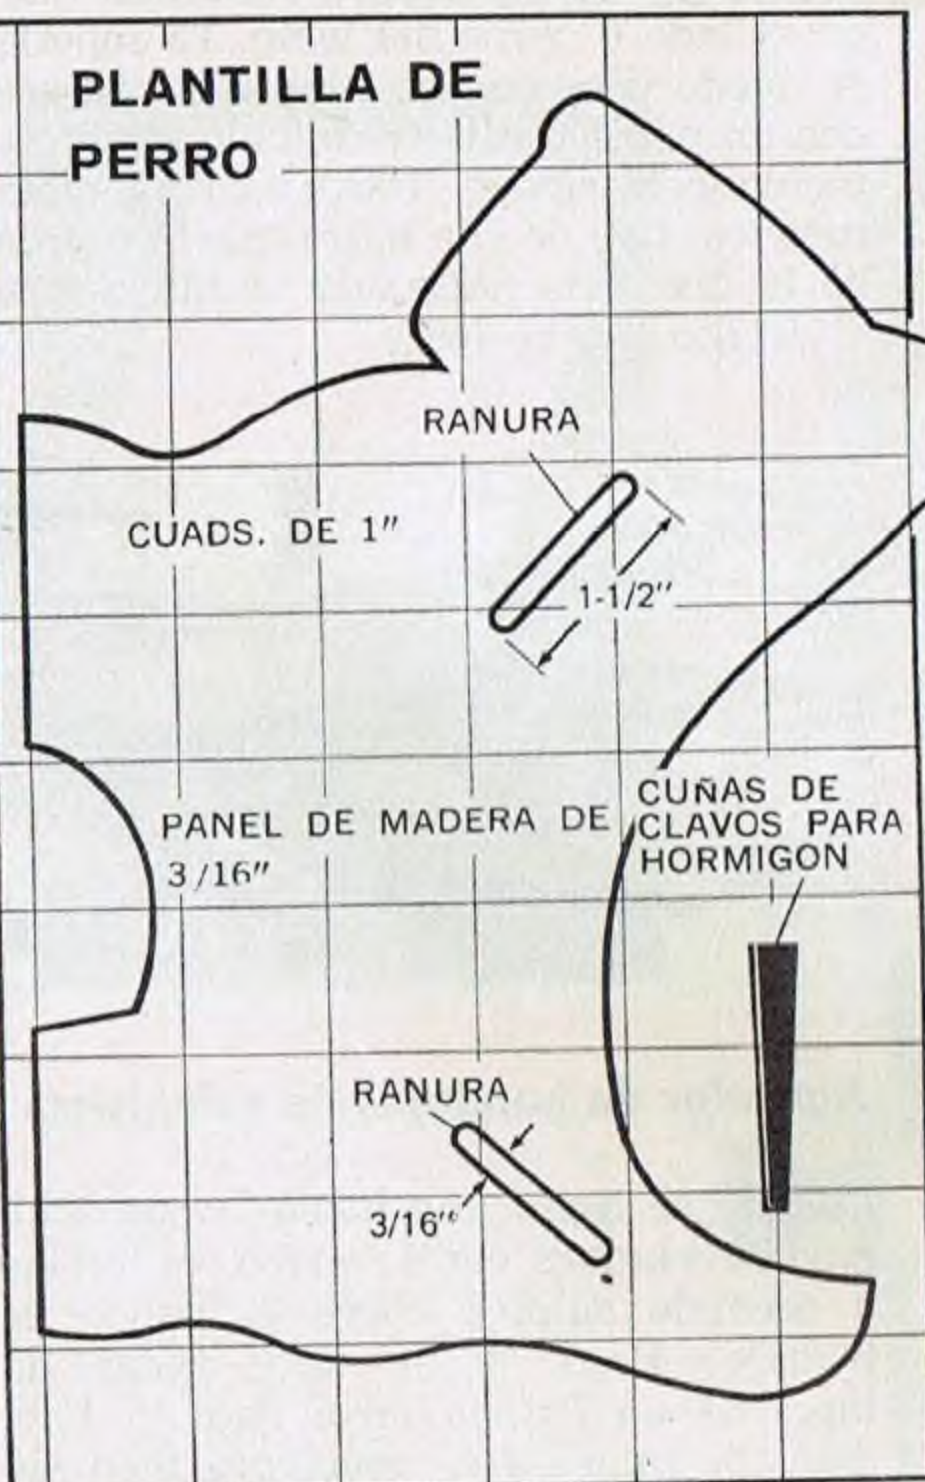 PLANTILLA DE
PERRO
RANURA
CUADS. DE 1"
1-1/2"
PANEL DE MADERA DE
3/16"
CUÑAS DE
CLAVOS PARA
HORMIGON
RANURA
3/16"